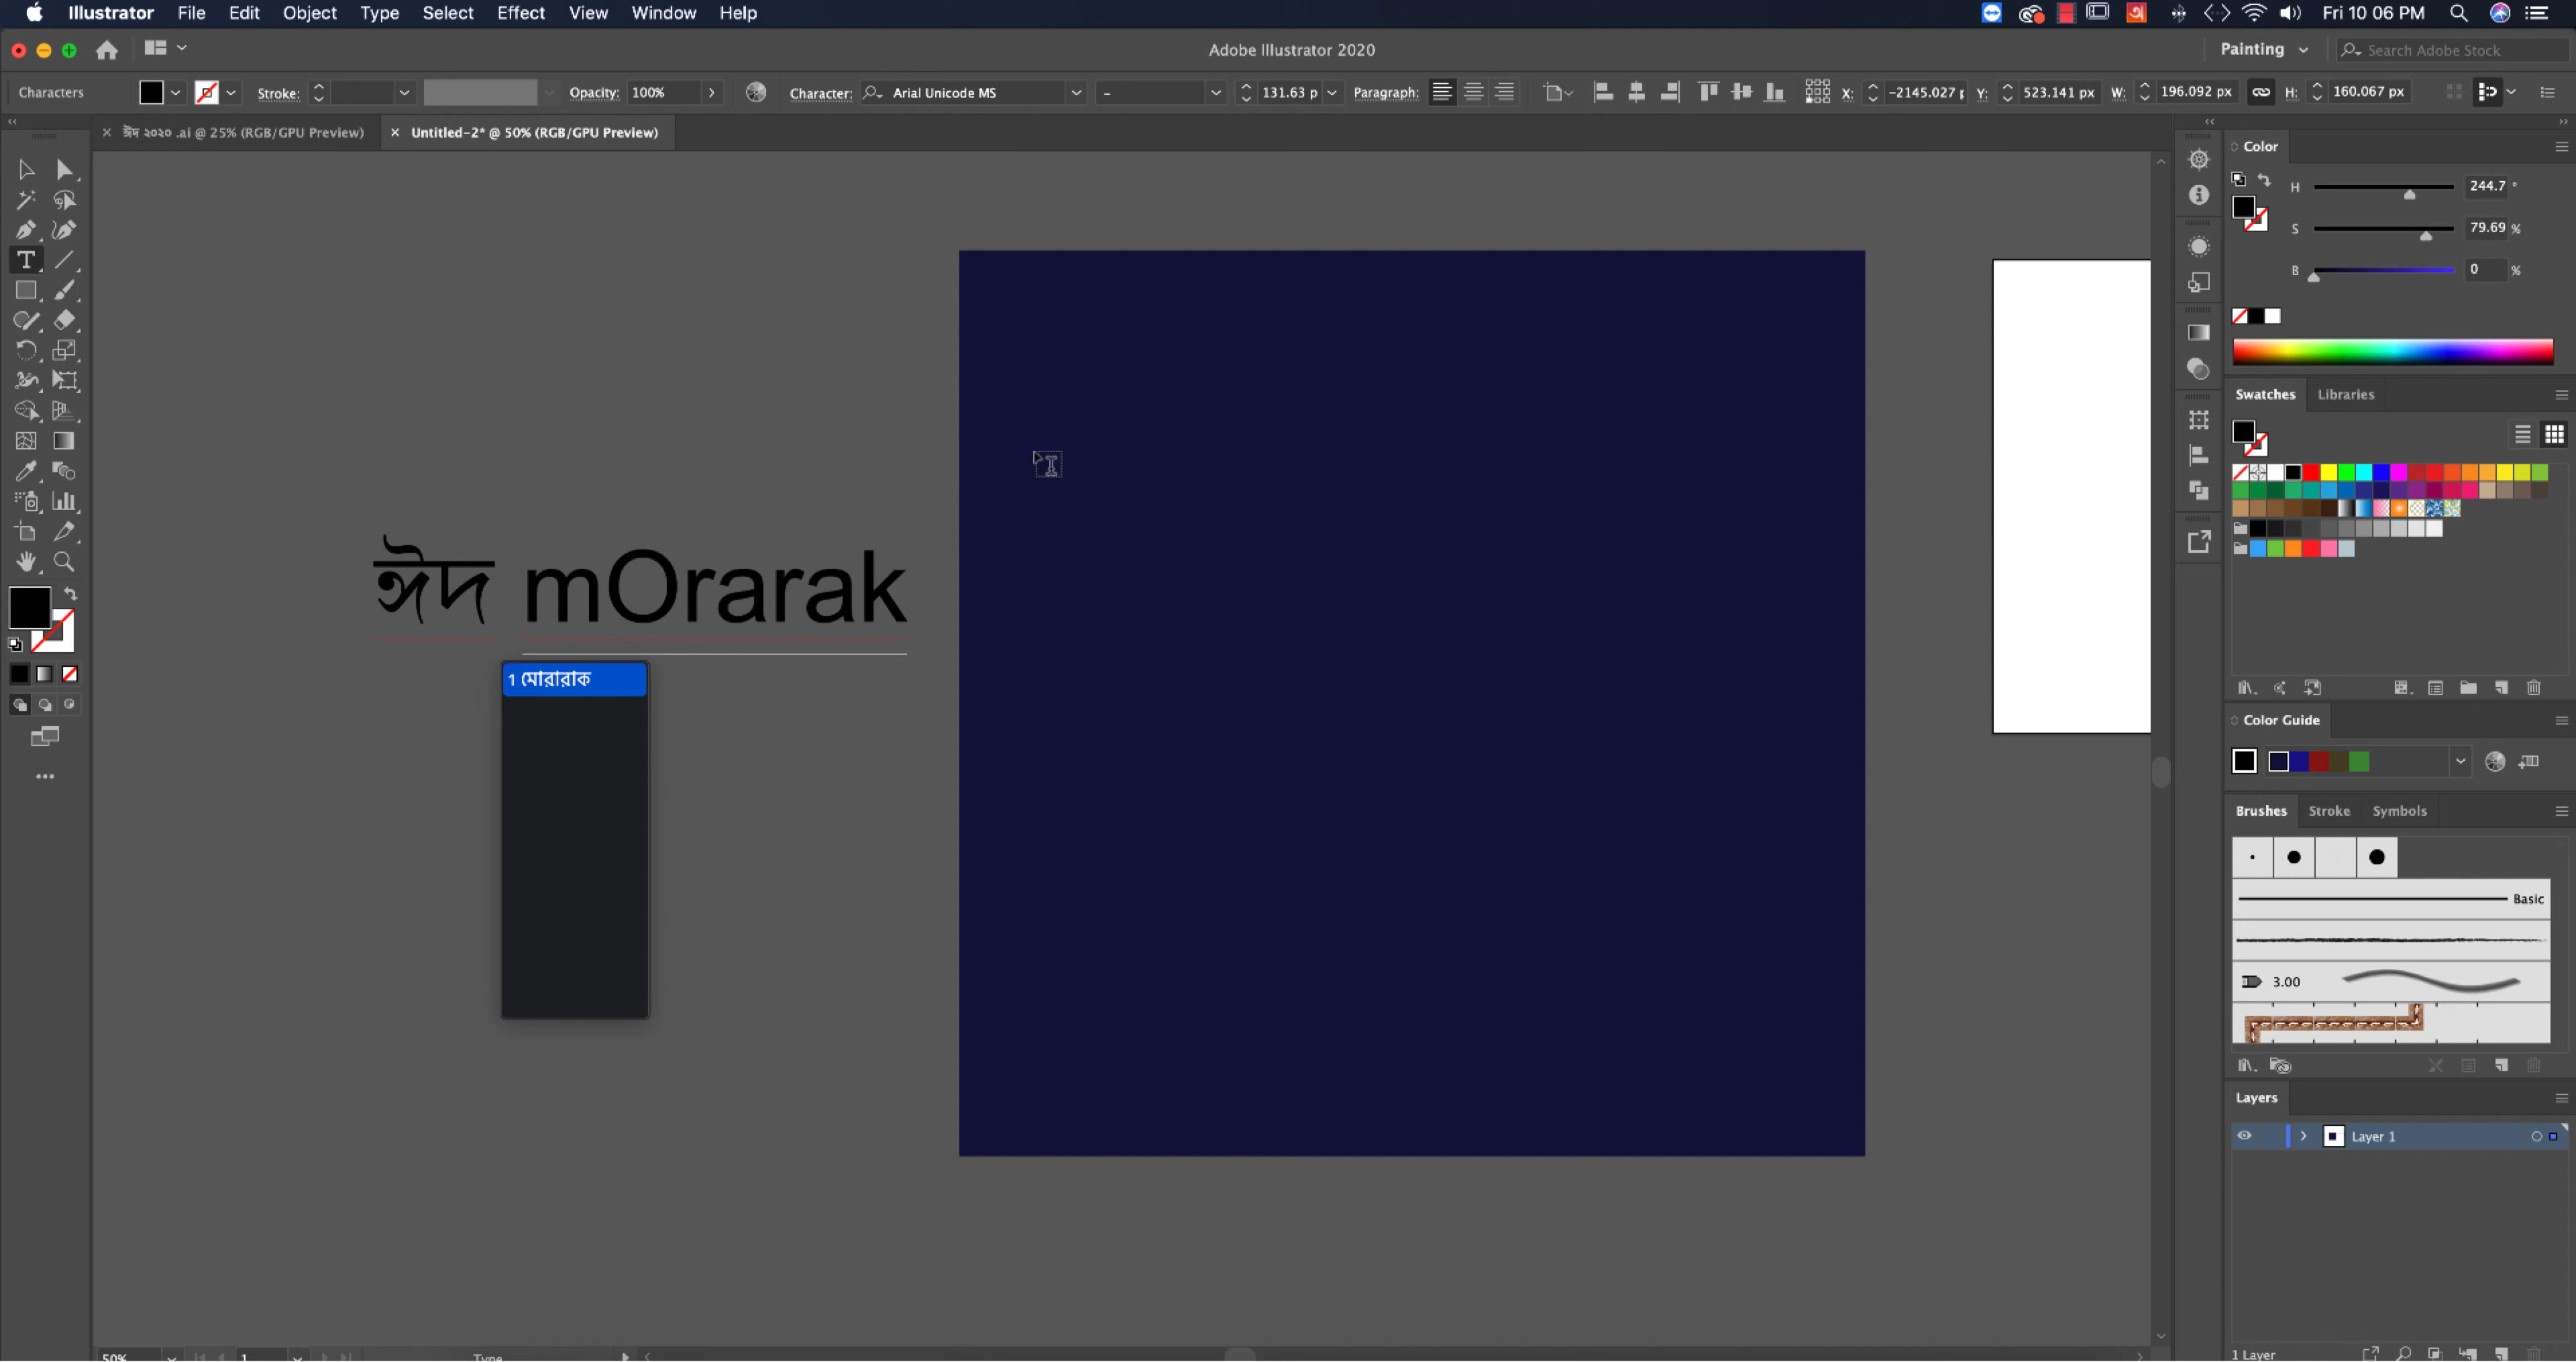 Illustrator File Edit Object Type Select Effect View Window Help
অ
Fri 10 06 PM
Adobe Illustrator 2020
Painting
Search Adobe Stock
Characters
Stroke:
Opacity: 100%
Character: Arial Unicode MS
-
131.63 p
Paragraph:
X: -2145.027 p
Y: 523.141 px
W: 196.092 px
H: 160.067 px
ঈদ ২০২০ .ai @ 25% (RGB/GPU Preview)
Untitled-2* @ 50% (RGB/GPU Preview)
ঈদ mOrarak
1 মোরারাক
Color
H 244.7 °
S 79.69 %
B 0 %
Swatches Libraries
Color Guide
Brushes Stroke Symbols
Basic
3.00
Layers
Layer 1
50%
1
Type
1 Layer